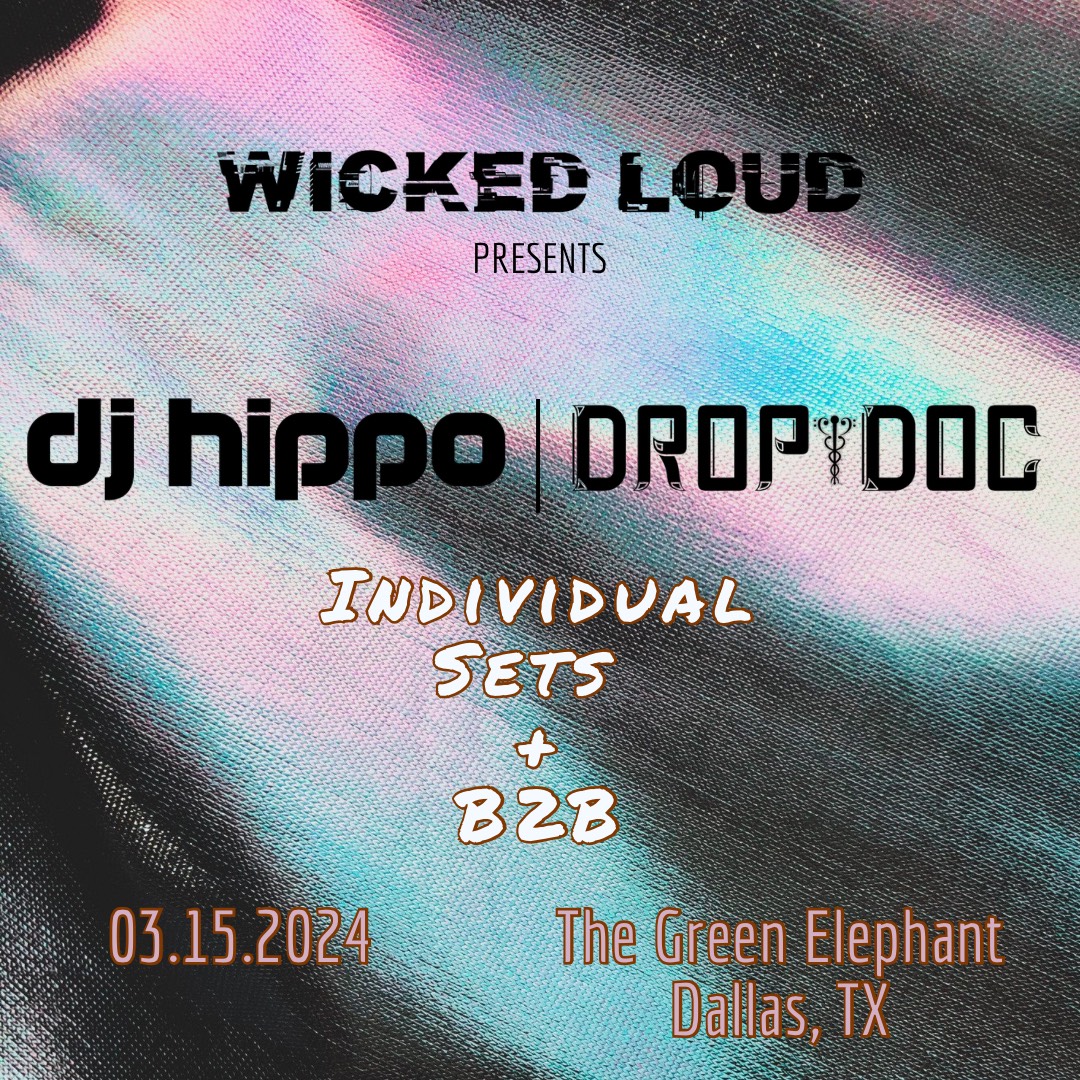 WICKED LOUD
PRESENTS
dj hippo | DROP DOC
INDIVIDUAL
SETS
+
B2B
03.15.2024
The Green Elephant
Dallas, TX